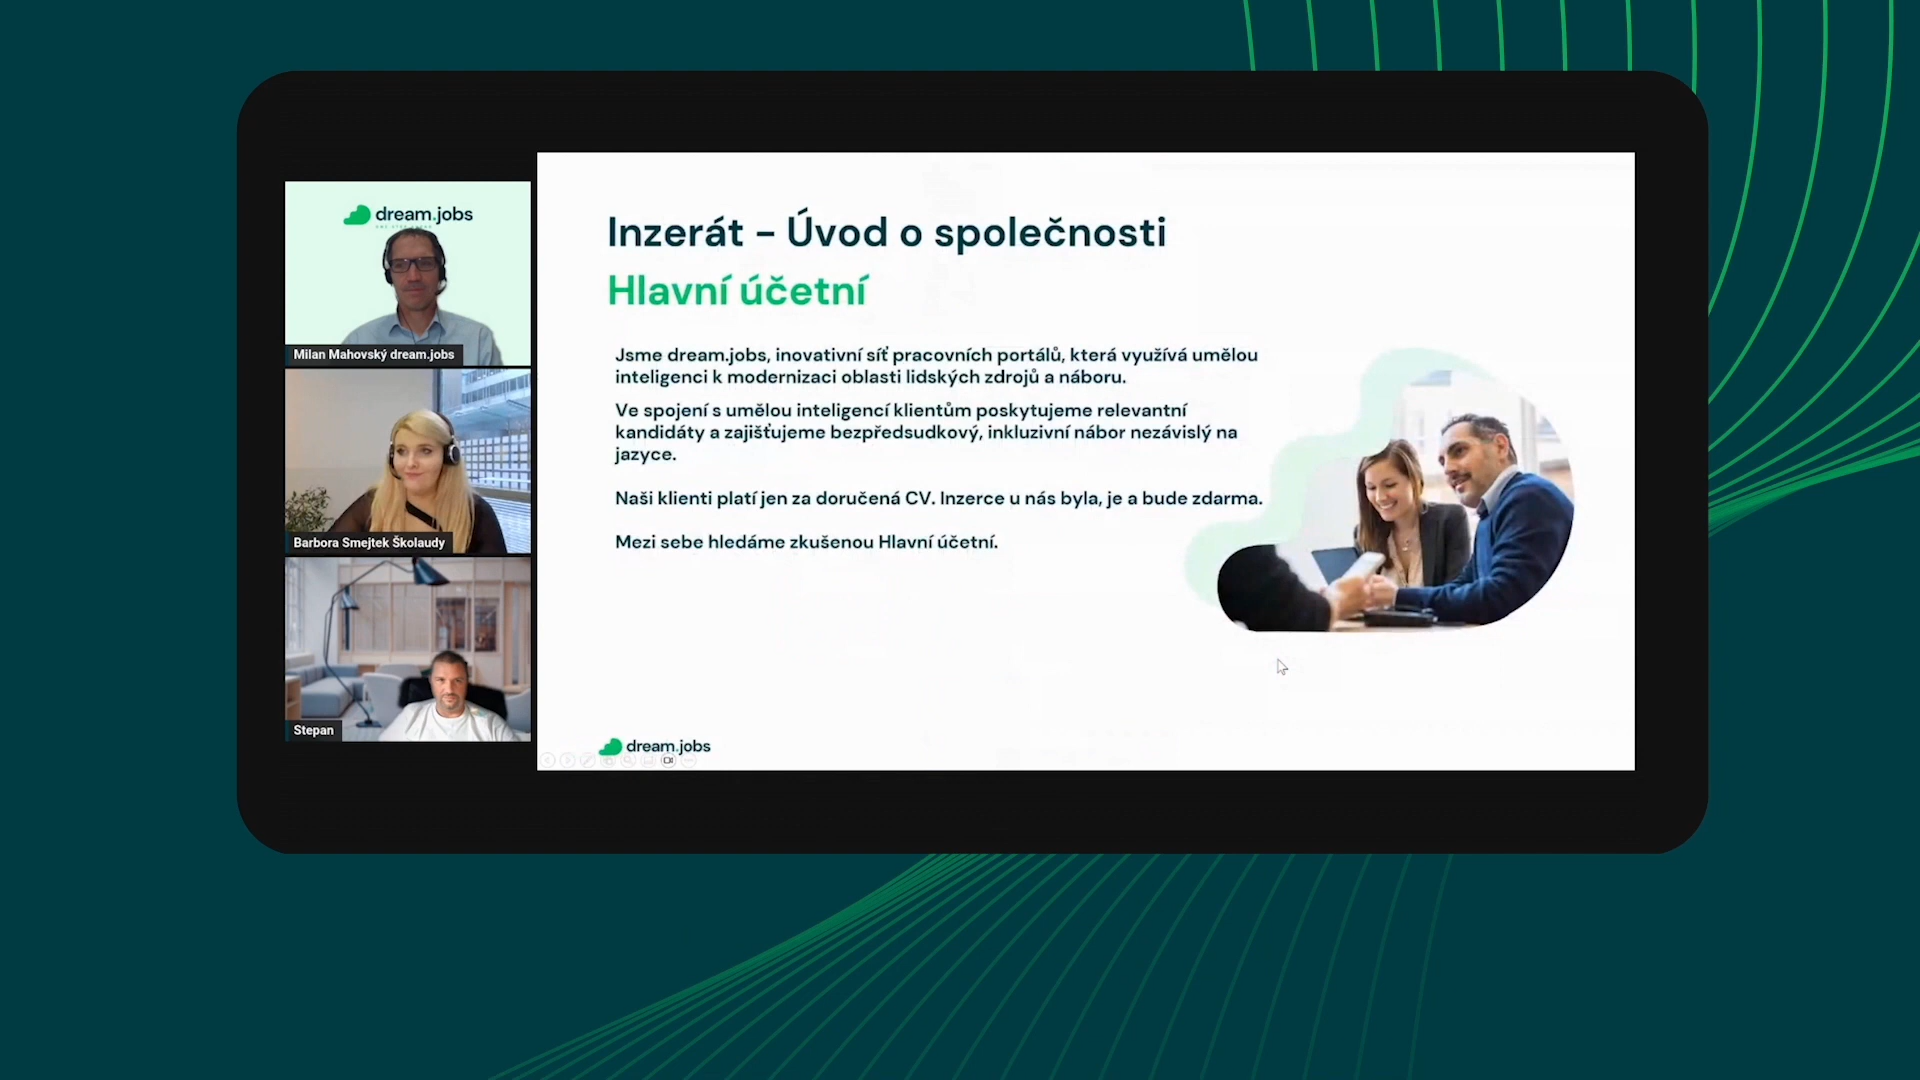 dream.jobs
Milan Mahovský dream.jobs
Barbora Smejtek Školaudy
Stepan
Inzerát – Úvod o společnosti
Hlavní účetní
Jsme dream.jobs, inovativní síť pracovních portálů, která využívá umělou
inteligenci k modernizaci oblasti lidských zdrojů a náboru.
Ve spojení s umělou inteligencí klientům poskytujeme relevantní
kandidáty a zajišťujeme bezpředsudkový, inkluzivní nábor nezávislý na
jazyce.
Naši klienti platí jen za doručená CV. Inzerce u nás byla, je a bude zdarma.
Mezi sebe hledáme zkušenou Hlavní účetní.
dream.jobs